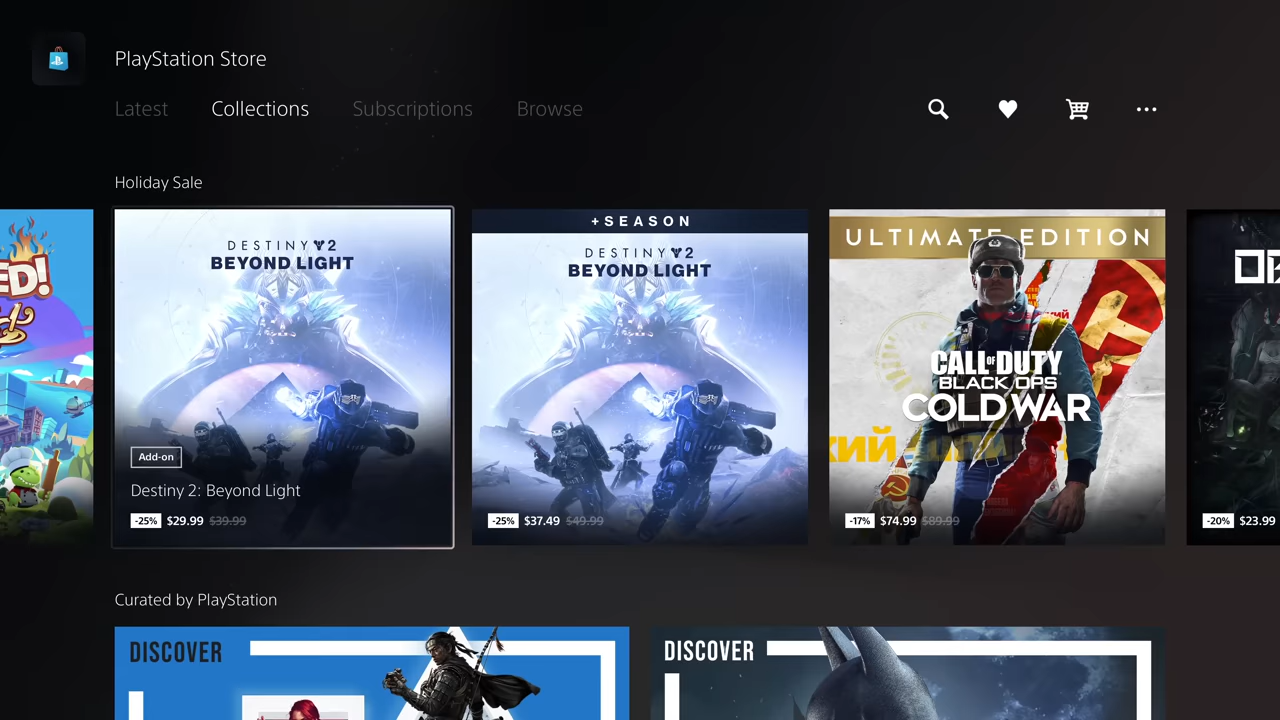 PlayStation Store
Latest
Collections
Subscriptions
Browse
Holiday Sale
ED!
DESTINY 2
BEYOND LIGHT
Add-on
Destiny 2: Beyond Light
-25% $29.99 $39.99
+SEASON
DESTINY 2
BEYOND LIGHT
-25% $37.49 $49.99
ULTIMATE EDITION
CALL OF DUTY
BLACK OPS
COLD WAR
-17% $74.99 $89.99
-20% $23.99
Curated by PlayStation
DISCOVER
DISCOVER